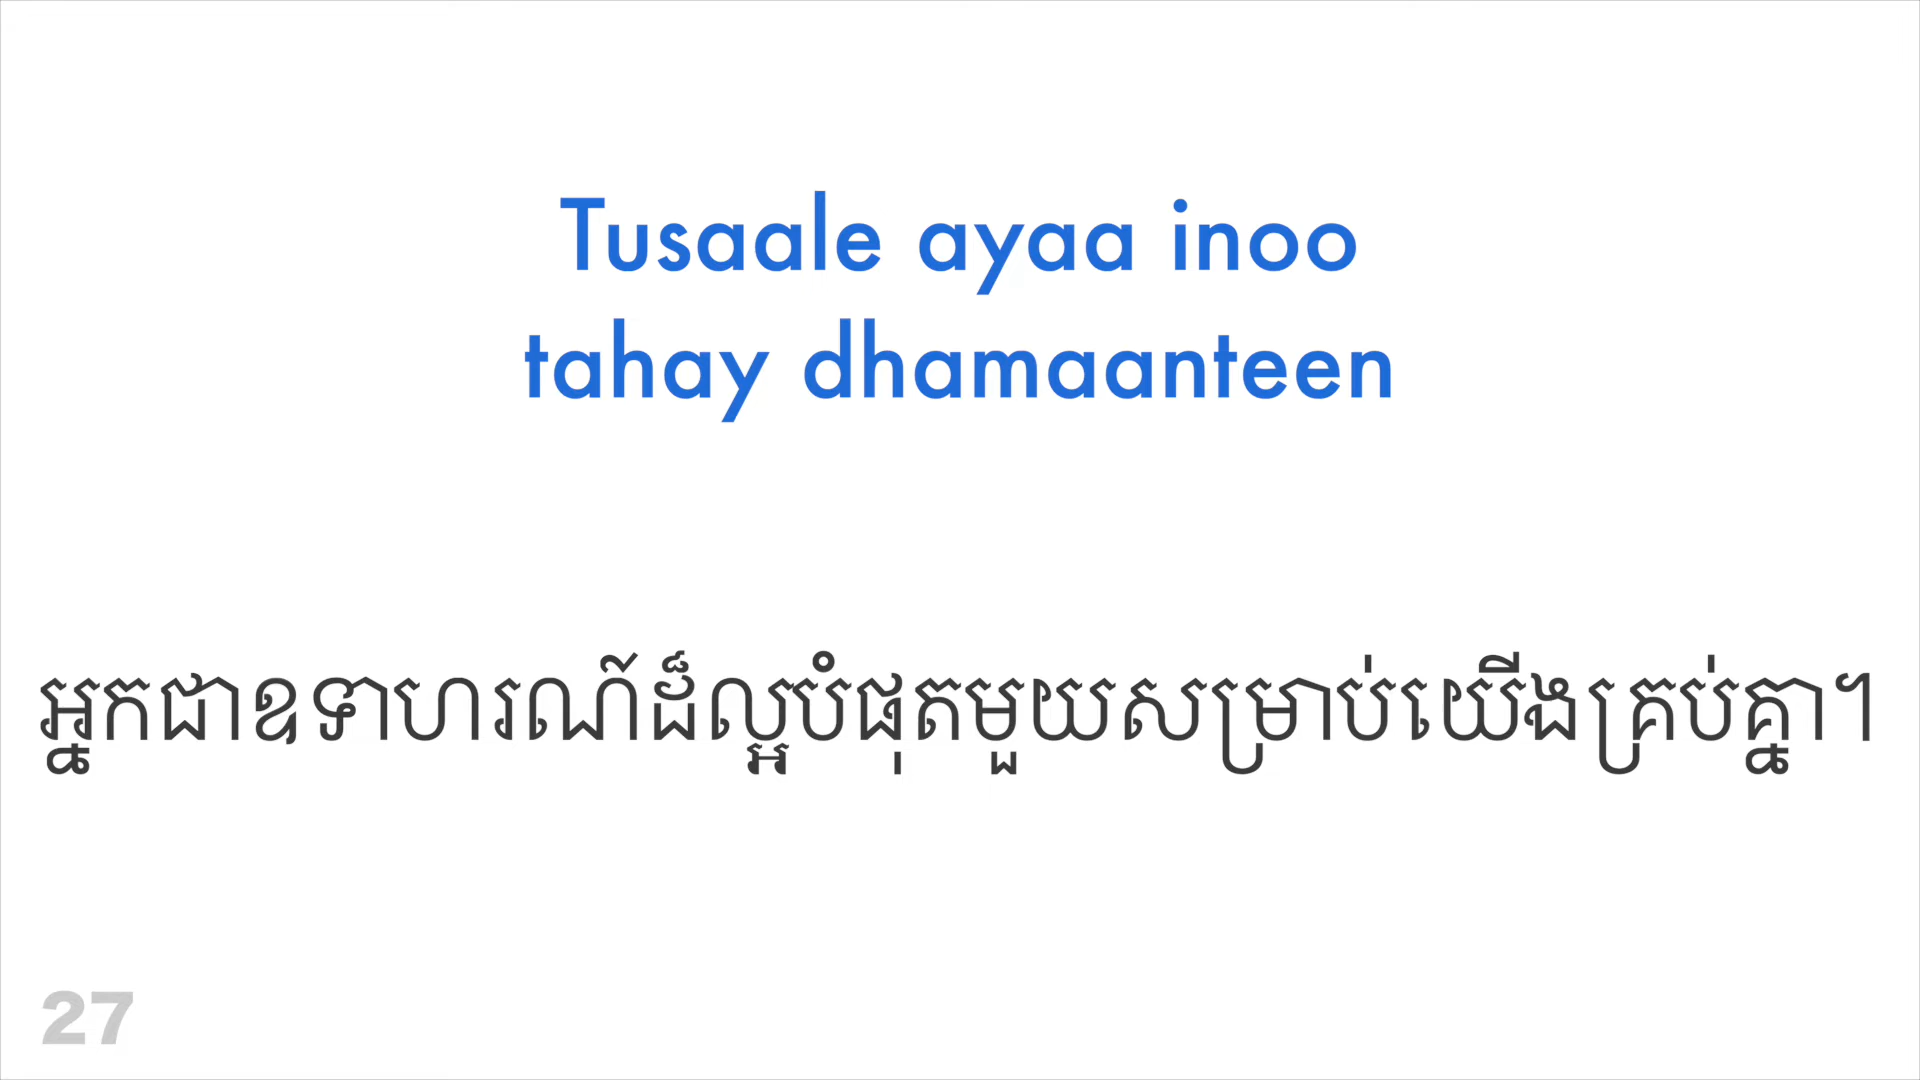 Tusaale ayaa inoo
tahay dhamaanteen
អ្នកជាឧទាហរណ៍ដ៏ល្អបំផុតមួយសម្រាប់យើងគ្រប់គ្នា។
27